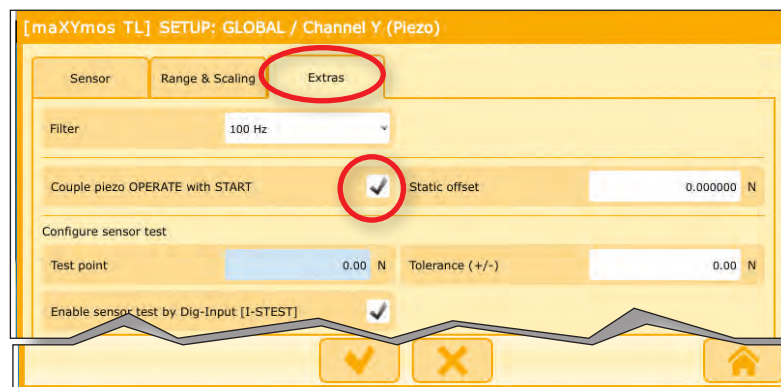 [maXYmos TL] SETUP: GLOBAL / Channel Y (Piezo)
Sensor Range & Scaling Extras
Filter 100 Hz
Couple piezo OPERATE with START Static offset 0.000000 N
Configure sensor test
Test point 0.00 N Tolerance (+/-) 0.00 N
Enable sensor test by Dig-Input [I-STEST]